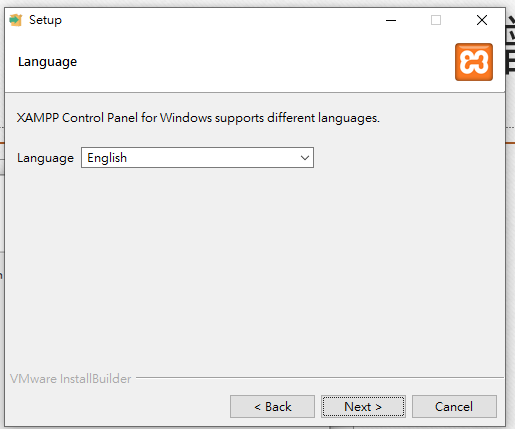 Setup
Language
XAMPP Control Panel for Windows supports different languages.
Language English
VMware InstallBuilder
< Back Next > Cancel